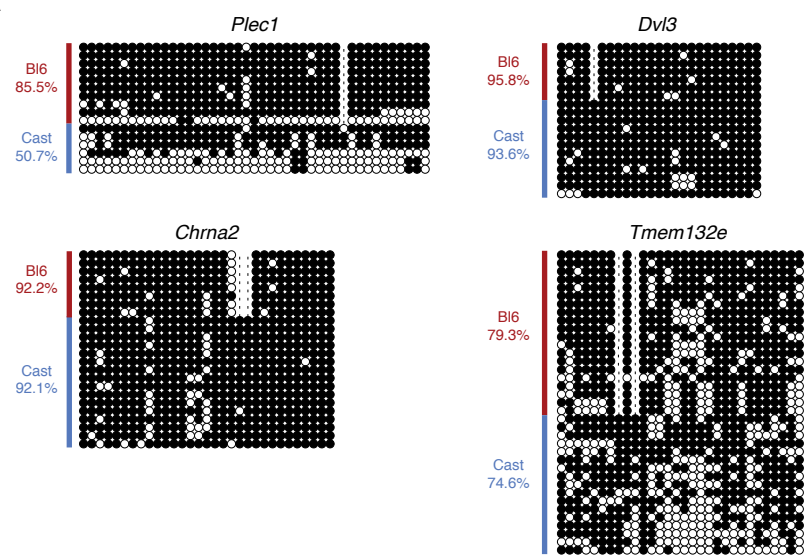 Plec1
Bl6
85.5%
Cast
50.7%
Dvl3
Bl6
95.8%
Cast
93.6%
Chrna2
Bl6
92.2%
Cast
92.1%
Tmem132e
Bl6
79.3%
Cast
74.6%